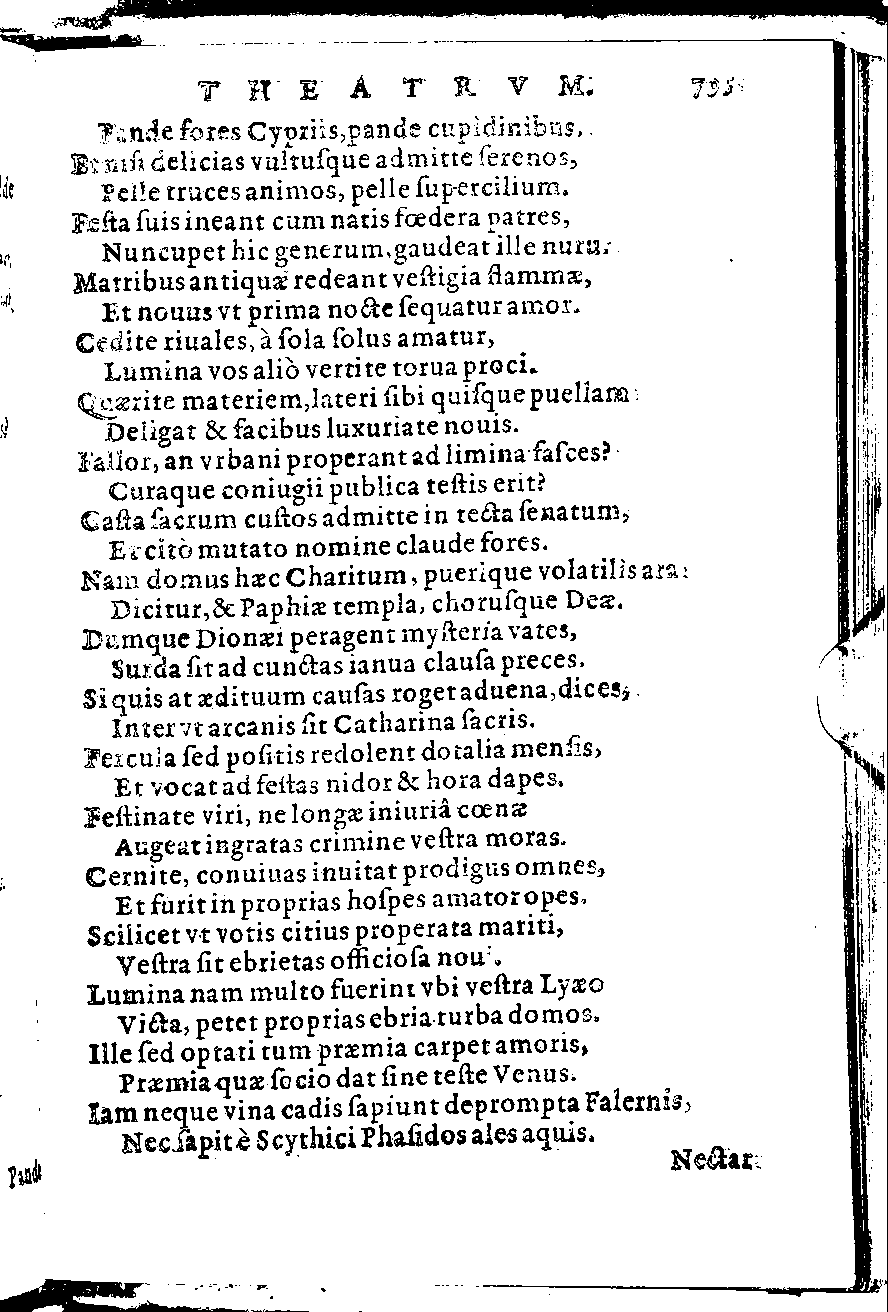 THEATRVM. 795
Pande fores Cypriis, pande cupidinibus.
delicias vultuſque admitte ſerenos,
Pelle truces animos, pelle ſupercilium.
Feſta ſuis ineant cum natis fœdera patres,
Nuncupet hic generum, gaudeat ille nuru.
Matribus antiquæ redeant veſtigia flammæ,
Et nouus vt prima nocte ſequatur amor.
Cedite riuales, à ſola ſolus amatur,
Lumina vos aliò vertite torua proci.
Quærite materiem, lateri ſibi quiſque puellam
Deligat & facibus luxuriate nouis.
Fallor, an vrbani properant ad limina faſces?
Curaque coniugii publica teſtis erit?
Caſta ſacrum cuſtos admitte in tecta ſenatum,
Et citò mutato nomine claude fores.
Nam domus hæc Charitum, puerique volatilis ara:
Dicitur, & Paphiæ templa, choruſque Deæ.
Dumque Dionæi peragent myſteria vates,
Surda ſit ad cunctas ianua clauſa preces.
Si quis at ædituum cauſas roget aduena, dices,
Inter vt arcanis ſit Catharina ſacris.
Fercula ſed poſitis redolent dotalia menſis,
Et vocat ad feſtas nidor & hora dapes.
Feſtinate viri, ne longæ iniuriâ cœnæ
Augeat ingratas crimine veſtra moras.
Cernite, conuiuas inuitat prodigus omnes,
Et furit in proprias hoſpes amator opes.
Scilicet vt votis citius properata mariti,
Veſtra ſit ebrietas officioſa
Lumina nam multo fuerint vbi veſtra Lyæo
Victa, petet proprias ebria turba domos.
Ille ſed optati tum præmia carpet amoris,
Præmia quæ ſocio dat ſine teſte Venus.
Iam neque vina cadis ſapiunt deprompta Falernis,
Nec ſapit è Scythici Phaſidos ales aquis.
Nectar
Pande